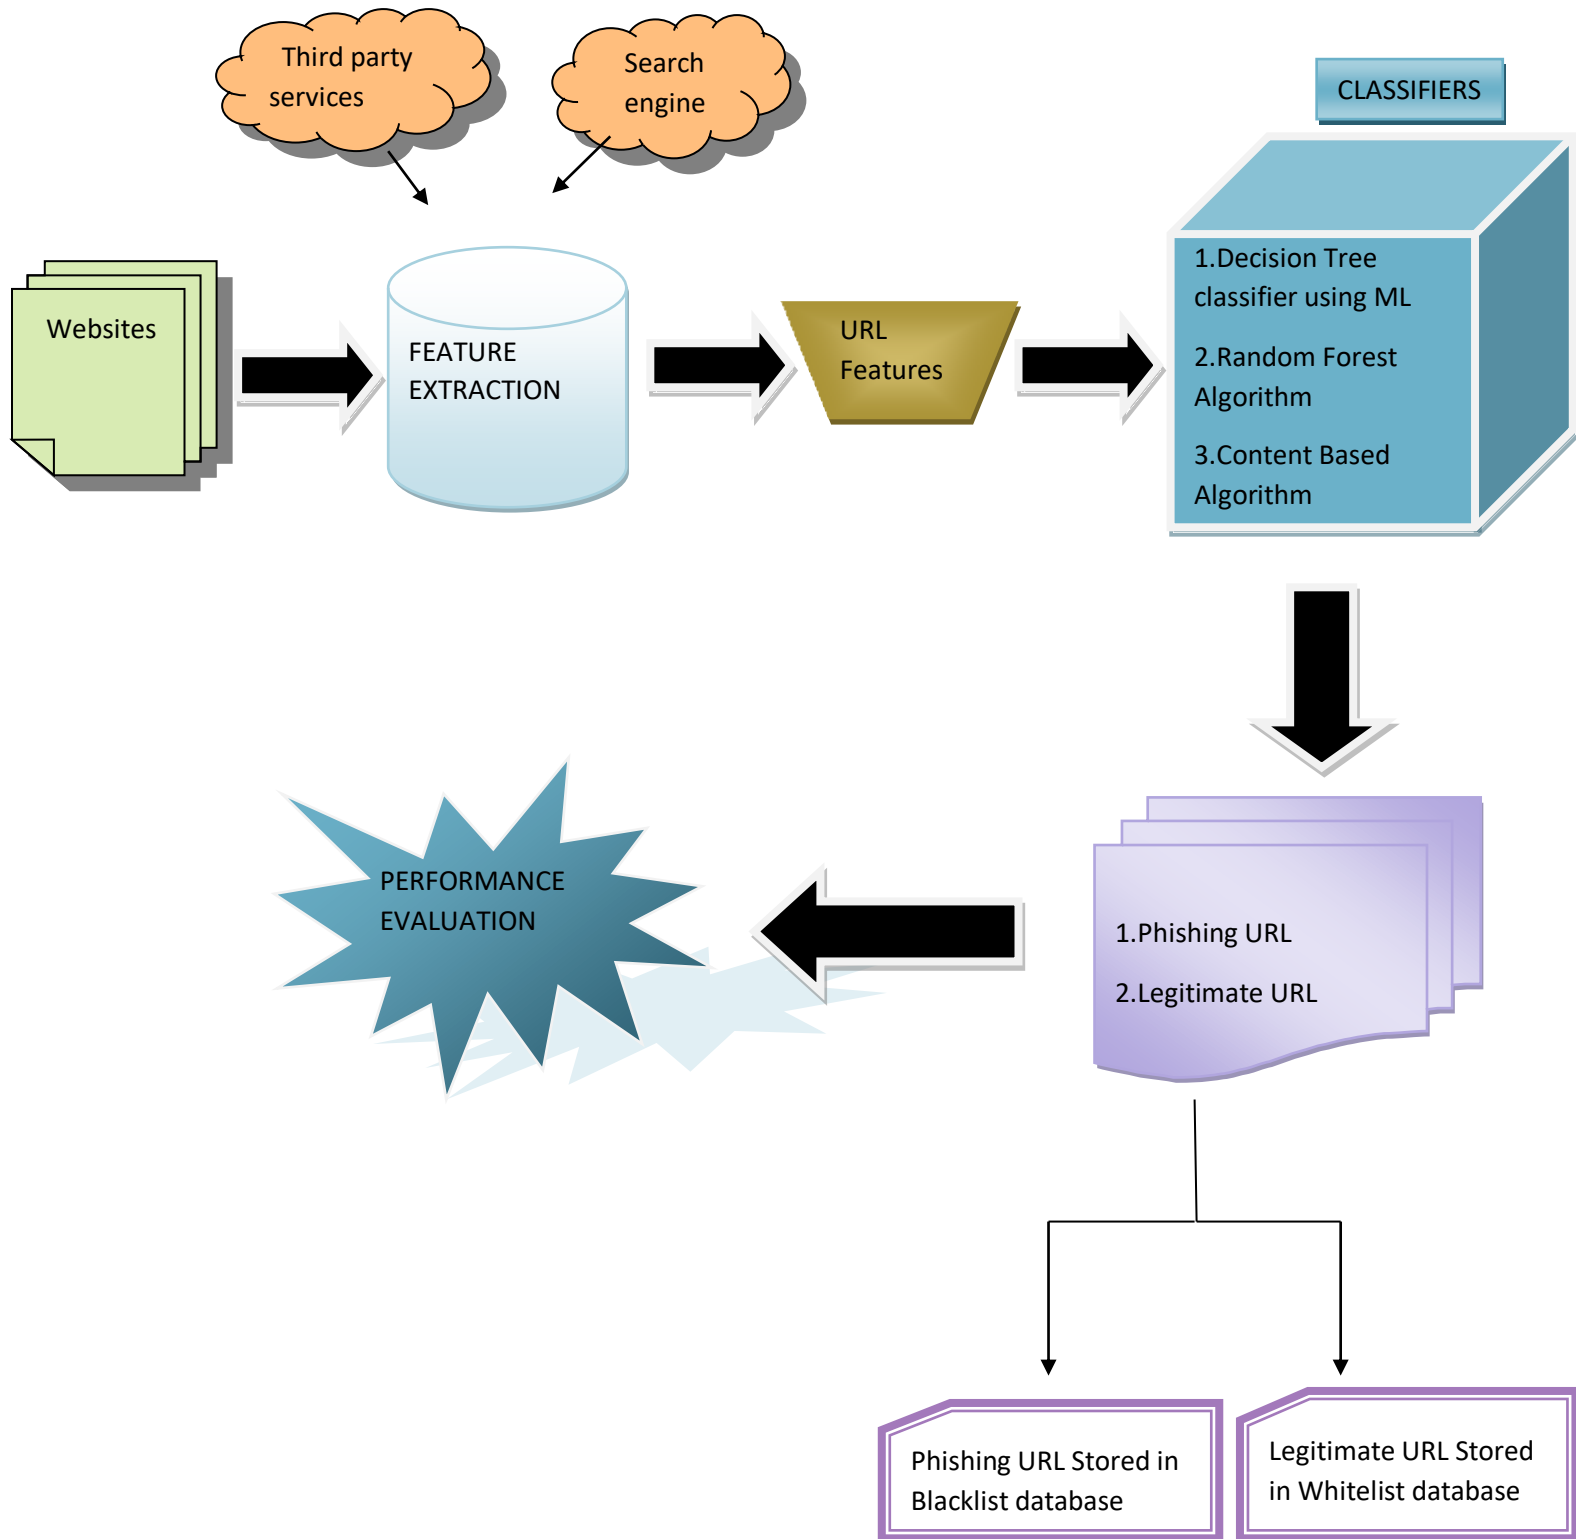 Third party
services
Search
engine
CLASSIFIERS
Websites
FEATURE
EXTRACTION
URL
Features
1.Decision Tree
classifier using ML
2.Random Forest
Algorithm
3.Content Based
Algorithm
PERFORMANCE
EVALUATION
1.Phishing URL
2.Legitimate URL
Phishing URL Stored in
Blacklist database
Legitimate URL Stored
in Whitelist database